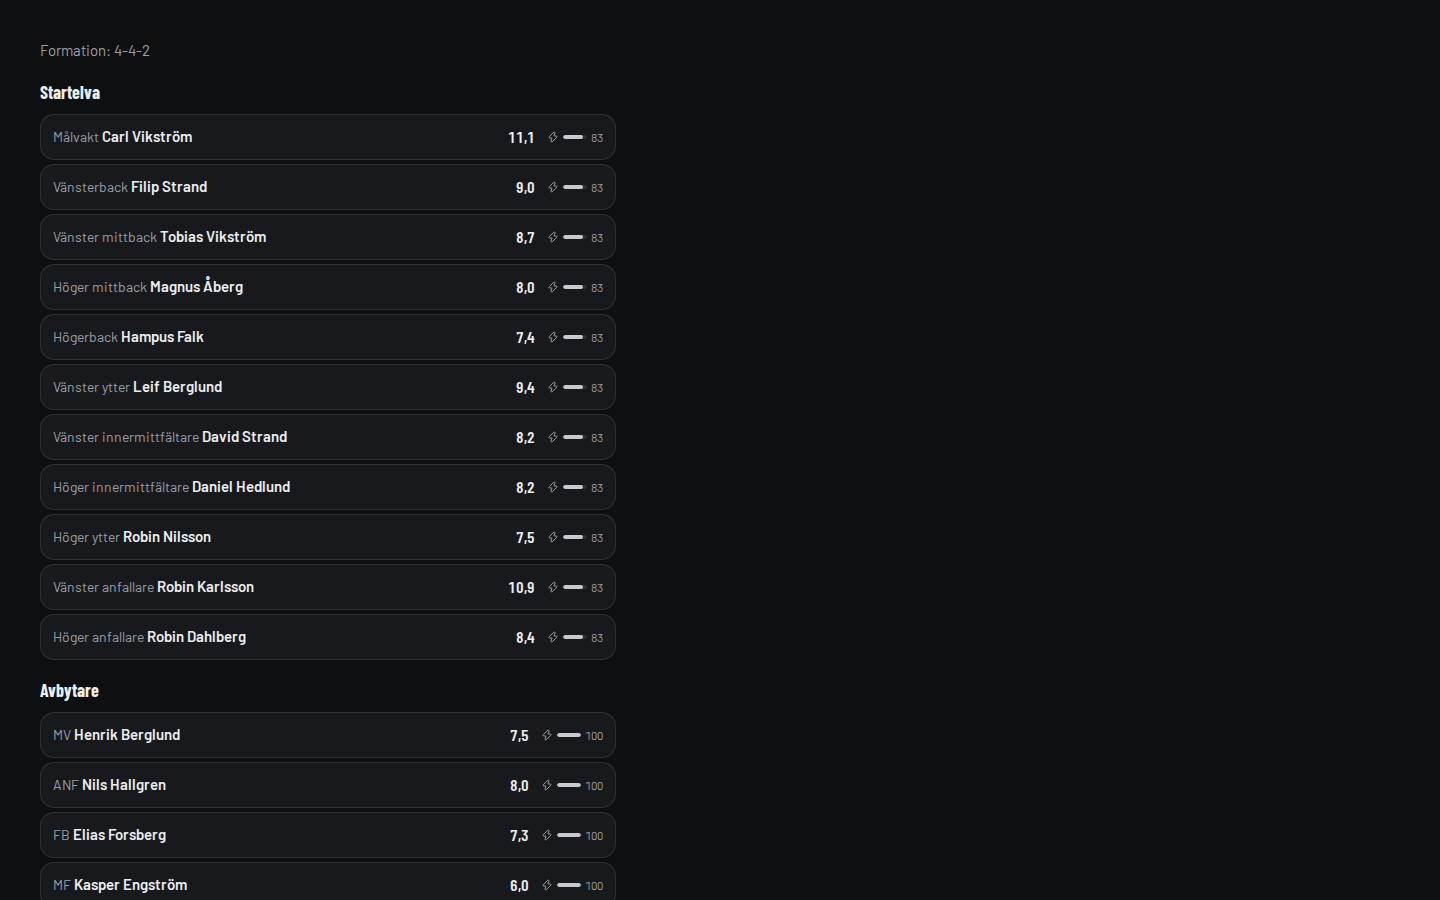 Formation: 4-4-2
Startelva
Målvakt Carl Vikström 11,1 83
Vänsterback Filip Strand 9,0 83
Vänster mittback Tobias Vikström 8,7 83
Höger mittback Magnus Åberg 8,0 83
Högerback Hampus Falk 7,4 83
Vänster ytter Leif Berglund 9,4 83
Vänster innermittfältare David Strand 8,2 83
Höger innermittfältare Daniel Hedlund 8,2 83
Höger ytter Robin Nilsson 7,5 83
Vänster anfallare Robin Karlsson 10,9 83
Höger anfallare Robin Dahlberg 8,4 83
Avbytare
MV Henrik Berglund 7,5 100
ANF Nils Hallgren 8,0 100
FB Elias Forsberg 7,3 100
MF Kasper Engström 6,0 100